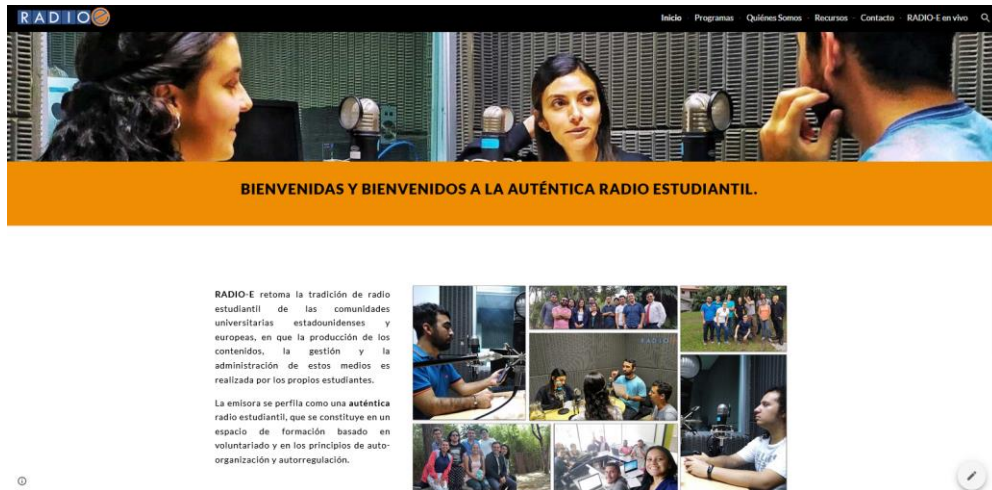 RADIO e
Inicio Programas Quiénes Somos Recursos Contacto RADIO-E en vivo
BIENVENIDAS Y BIENVENIDOS A LA AUTÉNTICA RADIO ESTUDIANTIL.
RADIO-E retoma la tradición de radio
estudiantil de las comunidades
universitarias estadounidenses y
europeas, en que la producción de los
contenidos, la gestión y la
administración de estos medios es
realizada por los propios estudiantes.
La emisora se perfila como una auténtica
radio estudiantil, que se constituye en un
espacio de formación basado en
voluntariado y en los principios de auto-
organización y autorregulación.
RADIO